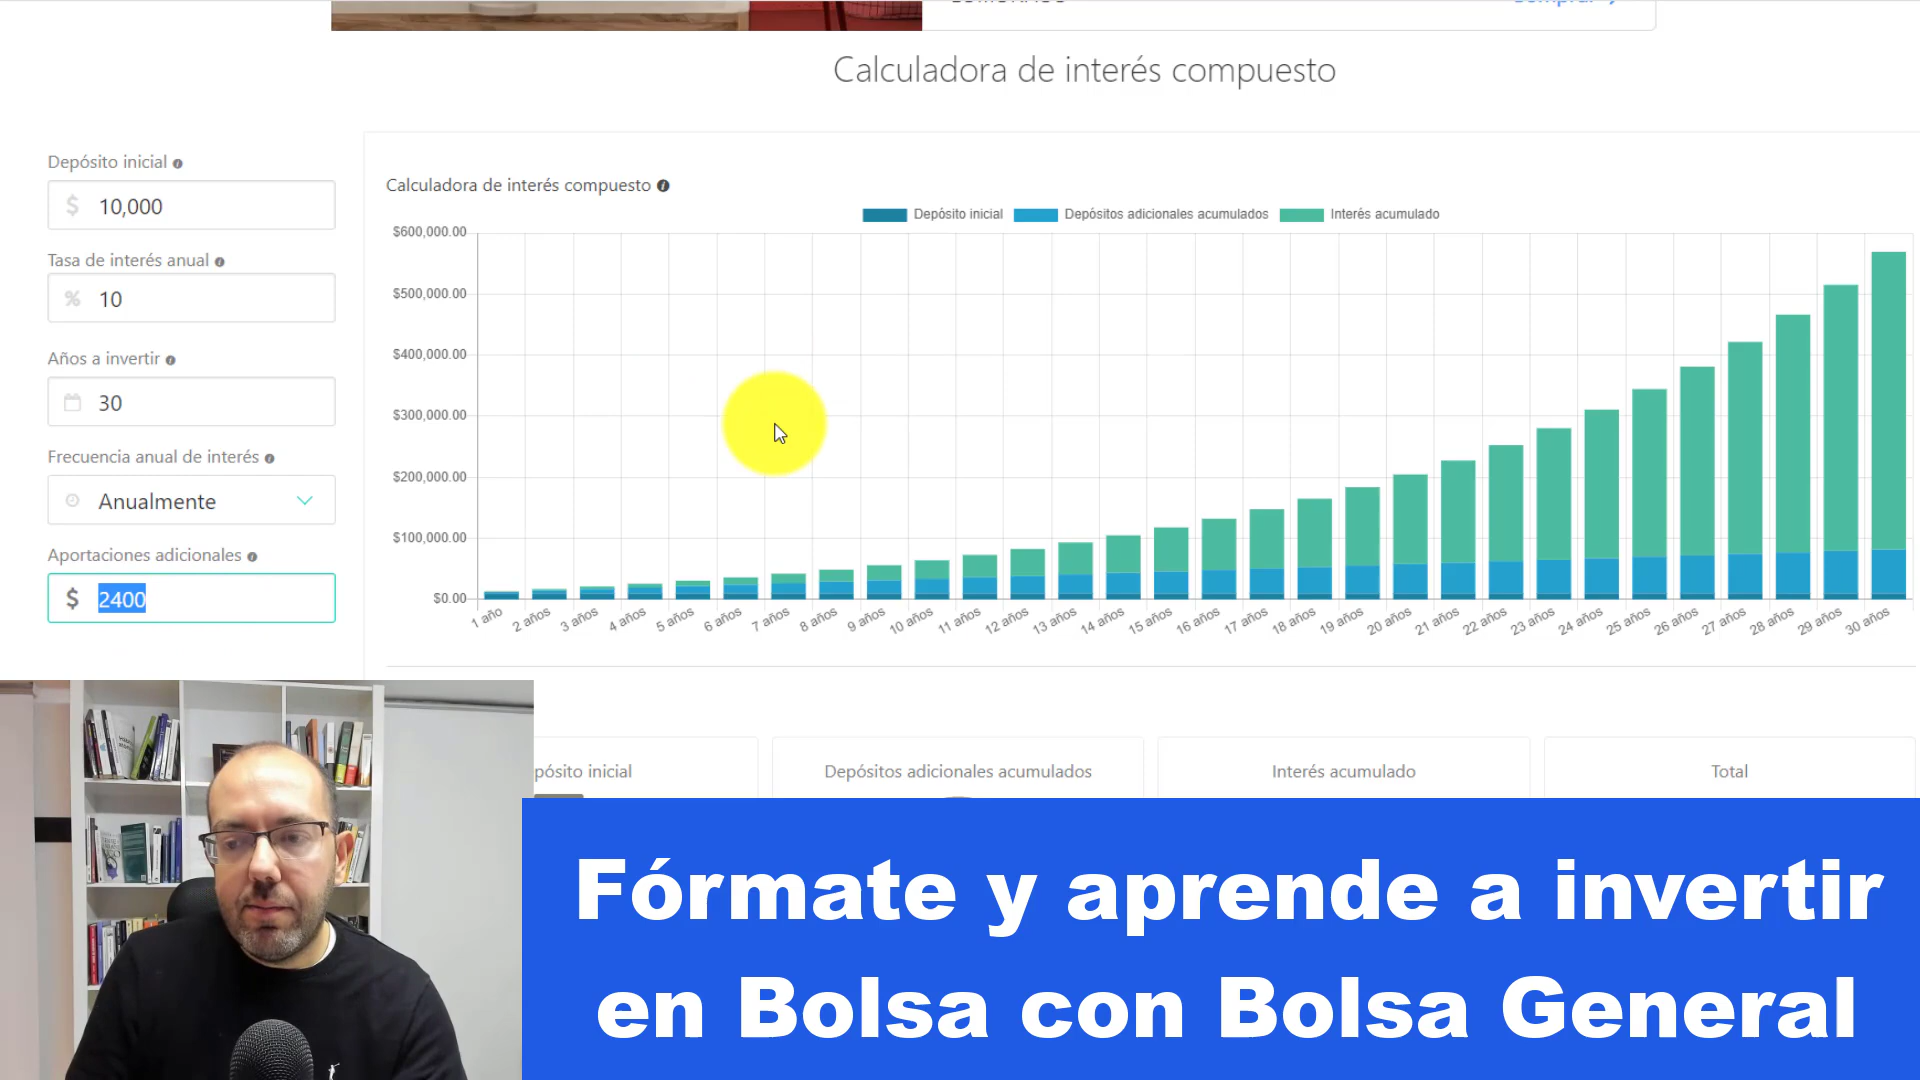 Calculadora de interés compuesto
Depósito inicial
$ 10,000
Tasa de interés anual
% 10
Años a invertir
30
Frecuencia anual de interés
Anualmente
Aportaciones adicionales
$ 2400
Calculadora de interés compuesto
Depósito inicial
Depósitos adicionales acumulados
Interés acumulado
$600,000.00
$500,000.00
$400,000.00
$300,000.00
$200,000.00
$100,000.00
$0.00
1 año
2 años
3 años
4 años
5 años
6 años
7 años
8 años
9 años
10 años
11 años
12 años
13 años
14 años
15 años
16 años
17 años
18 años
19 años
20 años
21 años
22 años
23 años
24 años
25 años
26 años
27 años
28 años
29 años
30 años
pósito inicial
Depósitos adicionales acumulados
Interés acumulado
Total
Fórmate y aprende a invertir
en Bolsa con Bolsa General